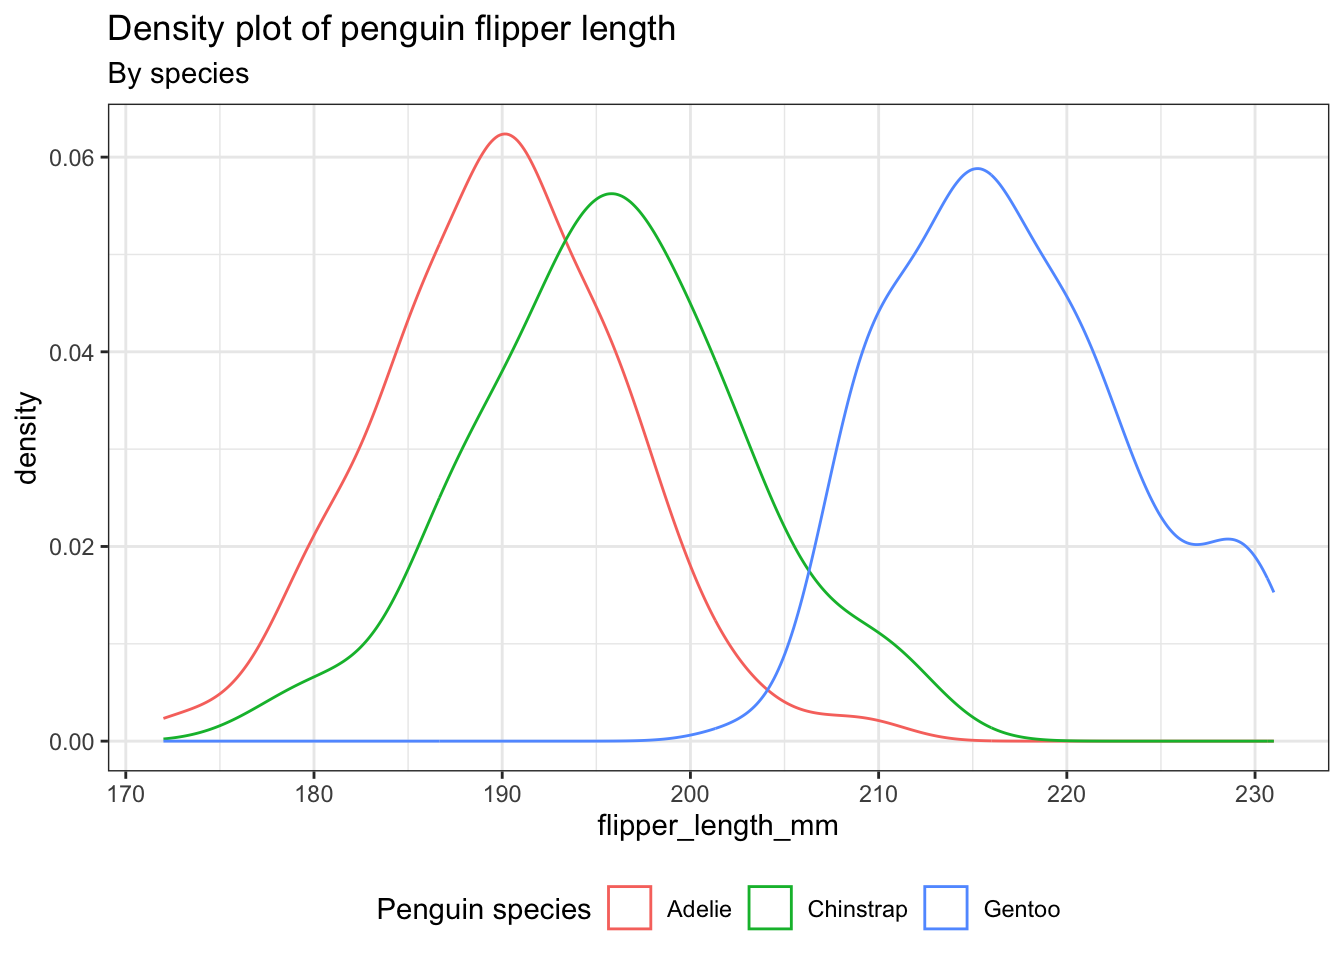 Density plot of penguin flipper length
By species
0.06
0.04
0.02
0.00
density
170 180 190 200 210 220 230
flipper_length_mm
Penguin species Adelie Chinstrap Gentoo